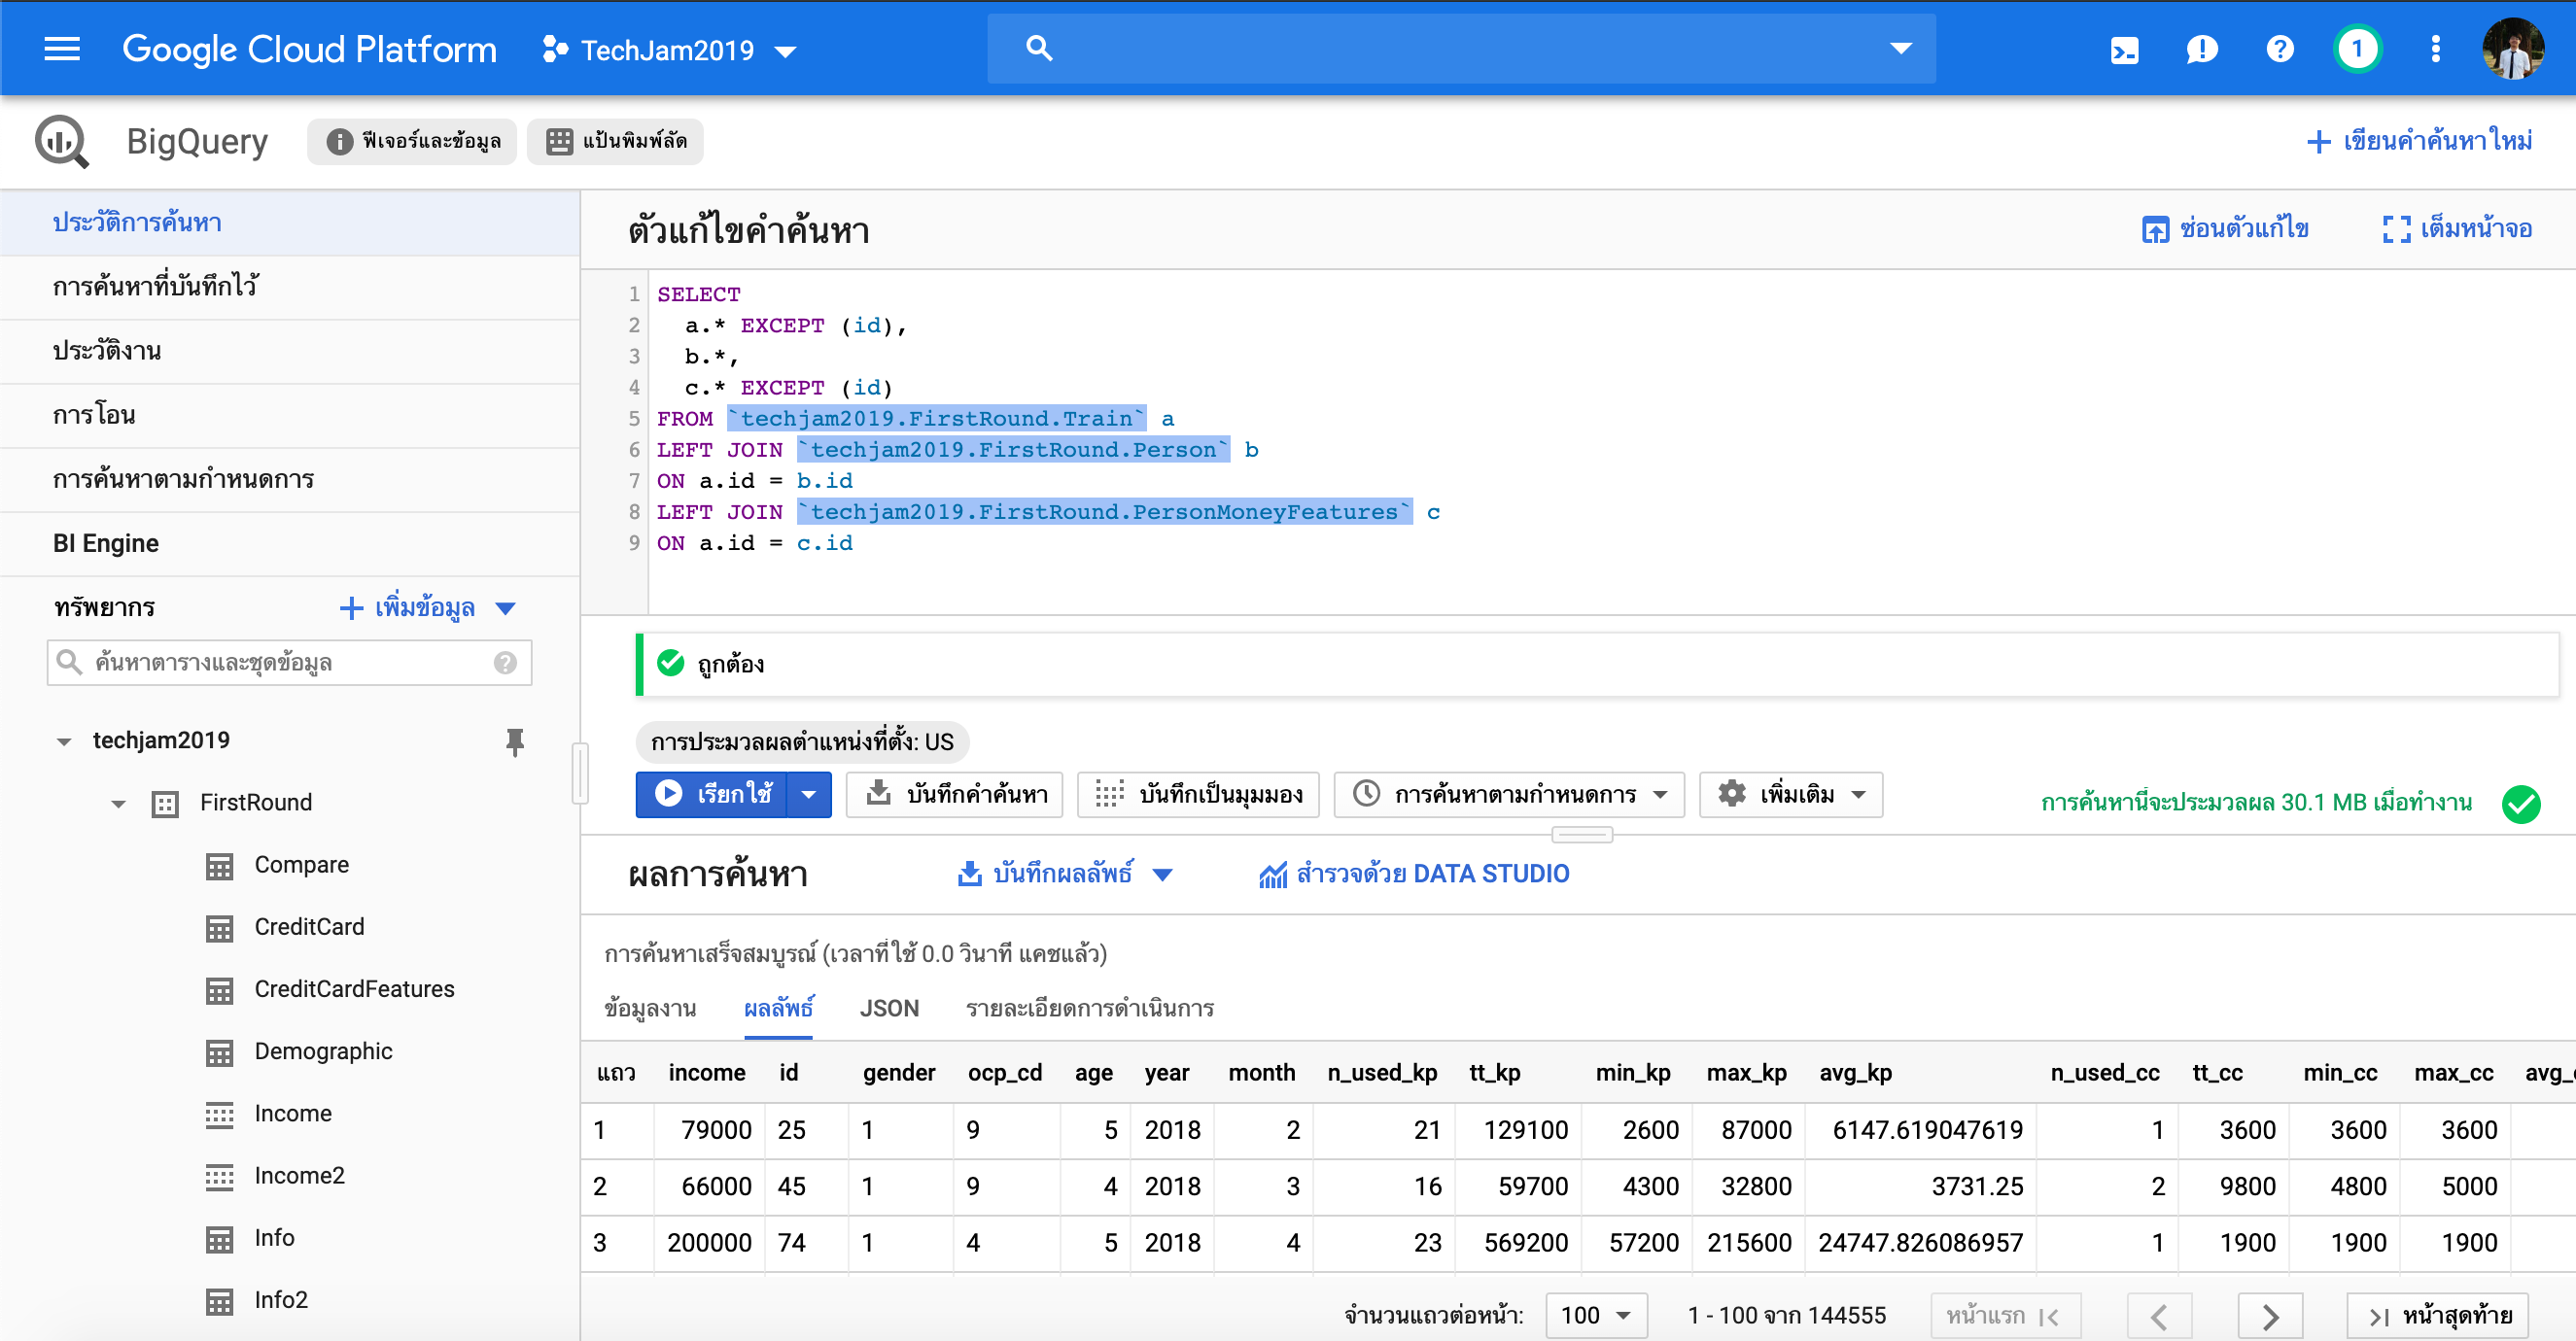 Google Cloud Platform TechJam2019 1
BigQuery ฟีเจอร์และข้อมูล แป้นพิมพ์ลัด + เขียนคำค้นหาใหม่
ประวัติการค้นหา
การค้นหาที่บันทึกไว้
ประวัติงาน
การโอน
การค้นหาตามกำหนดการ
BI Engine
ทรัพยากร + เพิ่มข้อมูล
ค้นหาตารางและชุดข้อมูล
techjam2019
FirstRound
Compare
CreditCard
CreditCardFeatures
Demographic
Income
Income2
Info
Info2
ตัวแก้ไขคำค้นหา ซ่อนตัวแก้ไข เต็มหน้าจอ
1 SELECT
2 a.* EXCEPT (id),
3 b.*,
4 c.* EXCEPT (id)
5 FROM `techjam2019.FirstRound.Train` a
6 LEFT JOIN `techjam2019.FirstRound.Person` b
7 ON a.id = b.id
8 LEFT JOIN `techjam2019.FirstRound.PersonMoneyFeatures` c
9 ON a.id = c.id
ถูกต้อง
การประมวลผลตำแหน่งที่ตั้ง: US
เรียกใช้ บันทึกคำค้นหา บันทึกเป็นมุมมอง การค้นหาตามกำหนดการ เพิ่มเติม การค้นหานี้จะประมวลผล 30.1 MB เมื่อทำงาน
ผลการค้นหา บันทึกผลลัพธ์ สำรวจด้วย DATA STUDIO
การค้นหาเสร็จสมบูรณ์ (เวลาที่ใช้ 0.0 วินาที แคชแล้ว)
ข้อมูลงาน ผลลัพธ์ JSON รายละเอียดการดำเนินการ
แถว income id gender ocp_cd age year month n_used_kp tt_kp min_kp max_kp avg_kp n_used_cc tt_cc min_cc max_cc
1 79000 25 1 9 5 2018 2 21 129100 2600 87000 6147.619047619 1 3600 3600 3600
2 66000 45 1 9 4 2018 3 16 59700 4300 32800 3731.25 2 9800 4800 5000
3 200000 74 1 4 5 2018 4 23 569200 57200 215600 24747.826086957 1 1900 1900 1900
จำนวนแถวต่อหน้า: 100 1 - 100 จาก 144555 หน้าแรก หน้าสุดท้าย